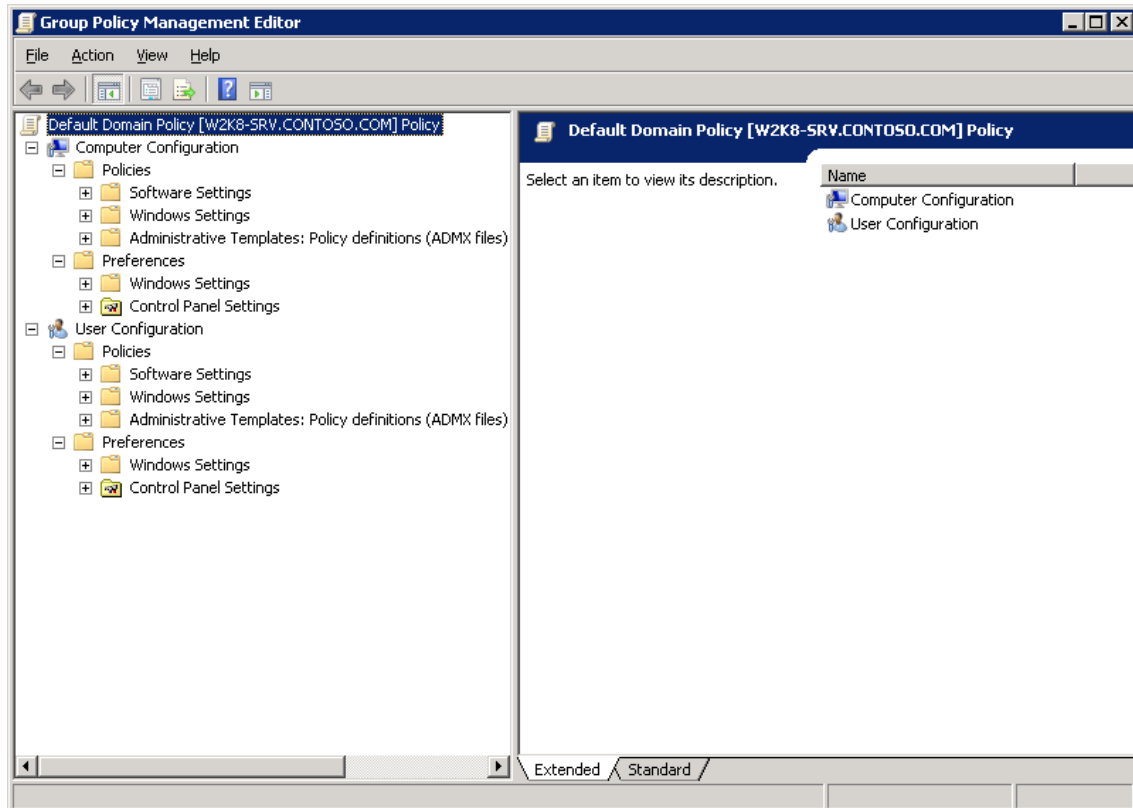 Group Policy Management Editor
File Action View Help
Default Domain Policy [W2K8-SRV.CONTOSO.COM] Policy
Computer Configuration
Policies
Software Settings
Windows Settings
Administrative Templates: Policy definitions (ADMX files)
Preferences
Windows Settings
Control Panel Settings
User Configuration
Policies
Software Settings
Windows Settings
Administrative Templates: Policy definitions (ADMX files)
Preferences
Windows Settings
Control Panel Settings
Default Domain Policy [W2K8-SRV.CONTOSO.COM] Policy
Select an item to view its description.
Name
Computer Configuration
User Configuration
Extended Standard